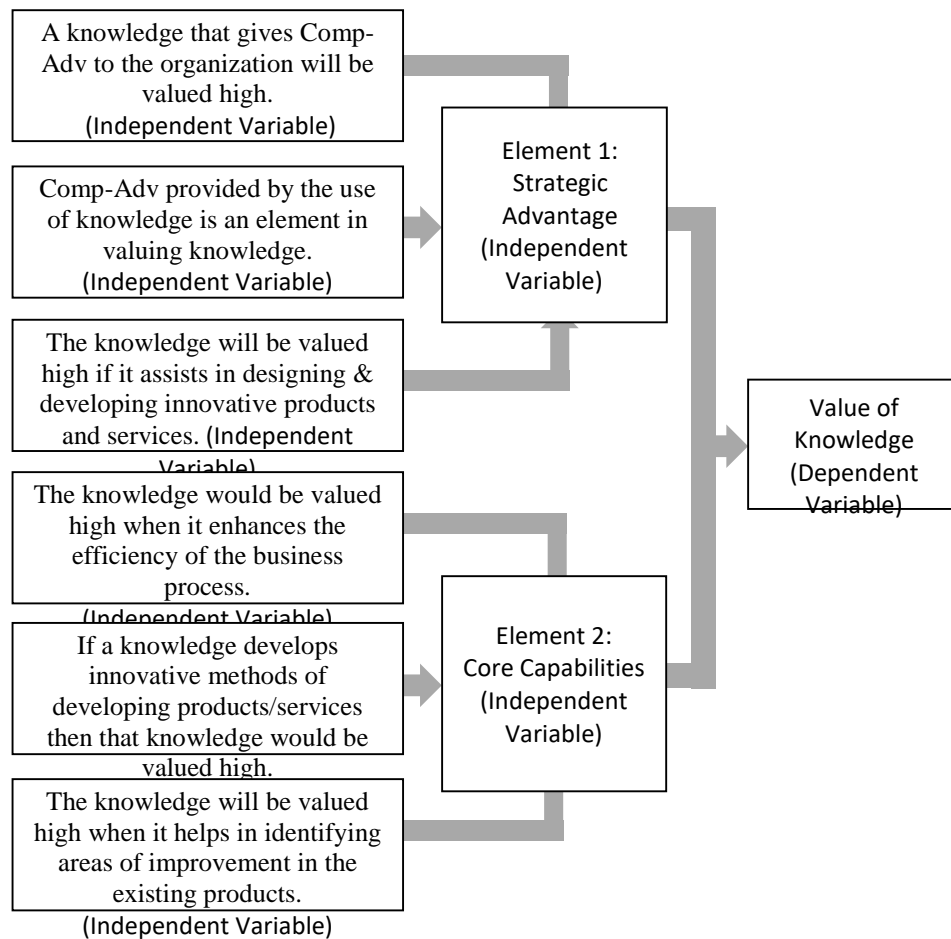 A knowledge that gives Comp-
Adv to the organization will be
valued high.
(Independent Variable)
Comp-Adv provided by the use
of knowledge is an element in
valuing knowledge.
(Independent Variable)
The knowledge will be valued
high if it assists in designing &
developing innovative products
and services. (Independent
Variable)
The knowledge would be valued
high when it enhances the
efficiency of the business
process.
(Independent Variable)
If a knowledge develops
innovative methods of
developing products/services
then that knowledge would be
valued high.
The knowledge will be valued
high when it helps in identifying
areas of improvement in the
existing products.
(Independent Variable)
Element 1:
Strategic
Advantage
(Independent
Variable)
Element 2:
Core Capabilities
(Independent
Variable)
Value of
Knowledge
(Dependent
Variable)